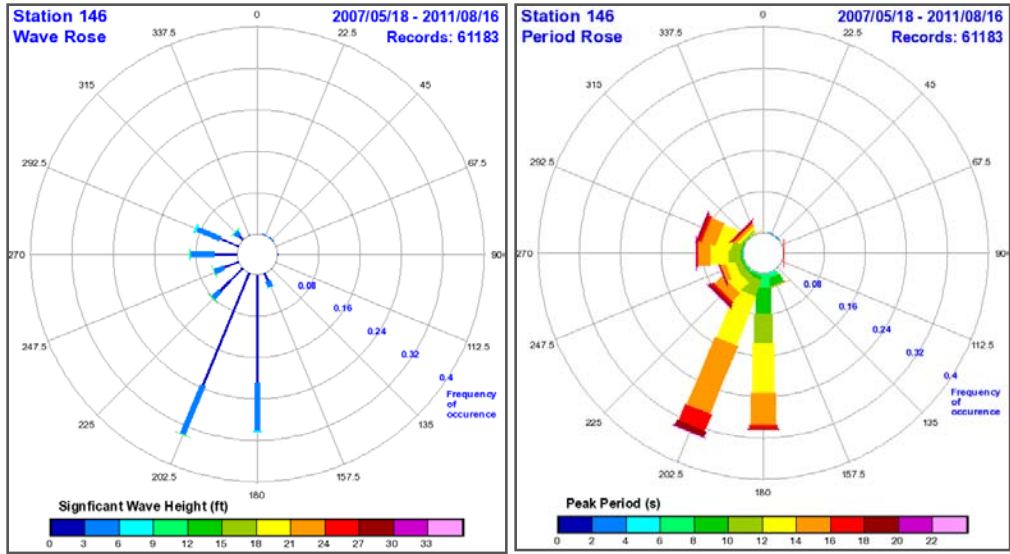 Station 146
Wave Rose
2007/05/18 - 2011/08/16
Records: 61183
0
22.5
45
67.5
90
112.5
135
157.5
180
202.5
225
247.5
270
292.5
315
337.5
0.08
0.16
0.24
0.32
0.4
Frequency
of
occurence
Signficant Wave Height (ft)
0 3 6 9 12 15 18 21 24 27 30 33
Station 146
Period Rose
2007/05/18 - 2011/08/16
Records: 61183
0
22.5
45
67.5
90
112.5
135
157.5
180
202.5
225
247.5
270
292.5
315
337.5
0.08
0.16
0.24
0.32
0.4
Frequency
of
occurence
Peak Period (s)
0 2 4 6 8 10 12 14 16 18 20 22